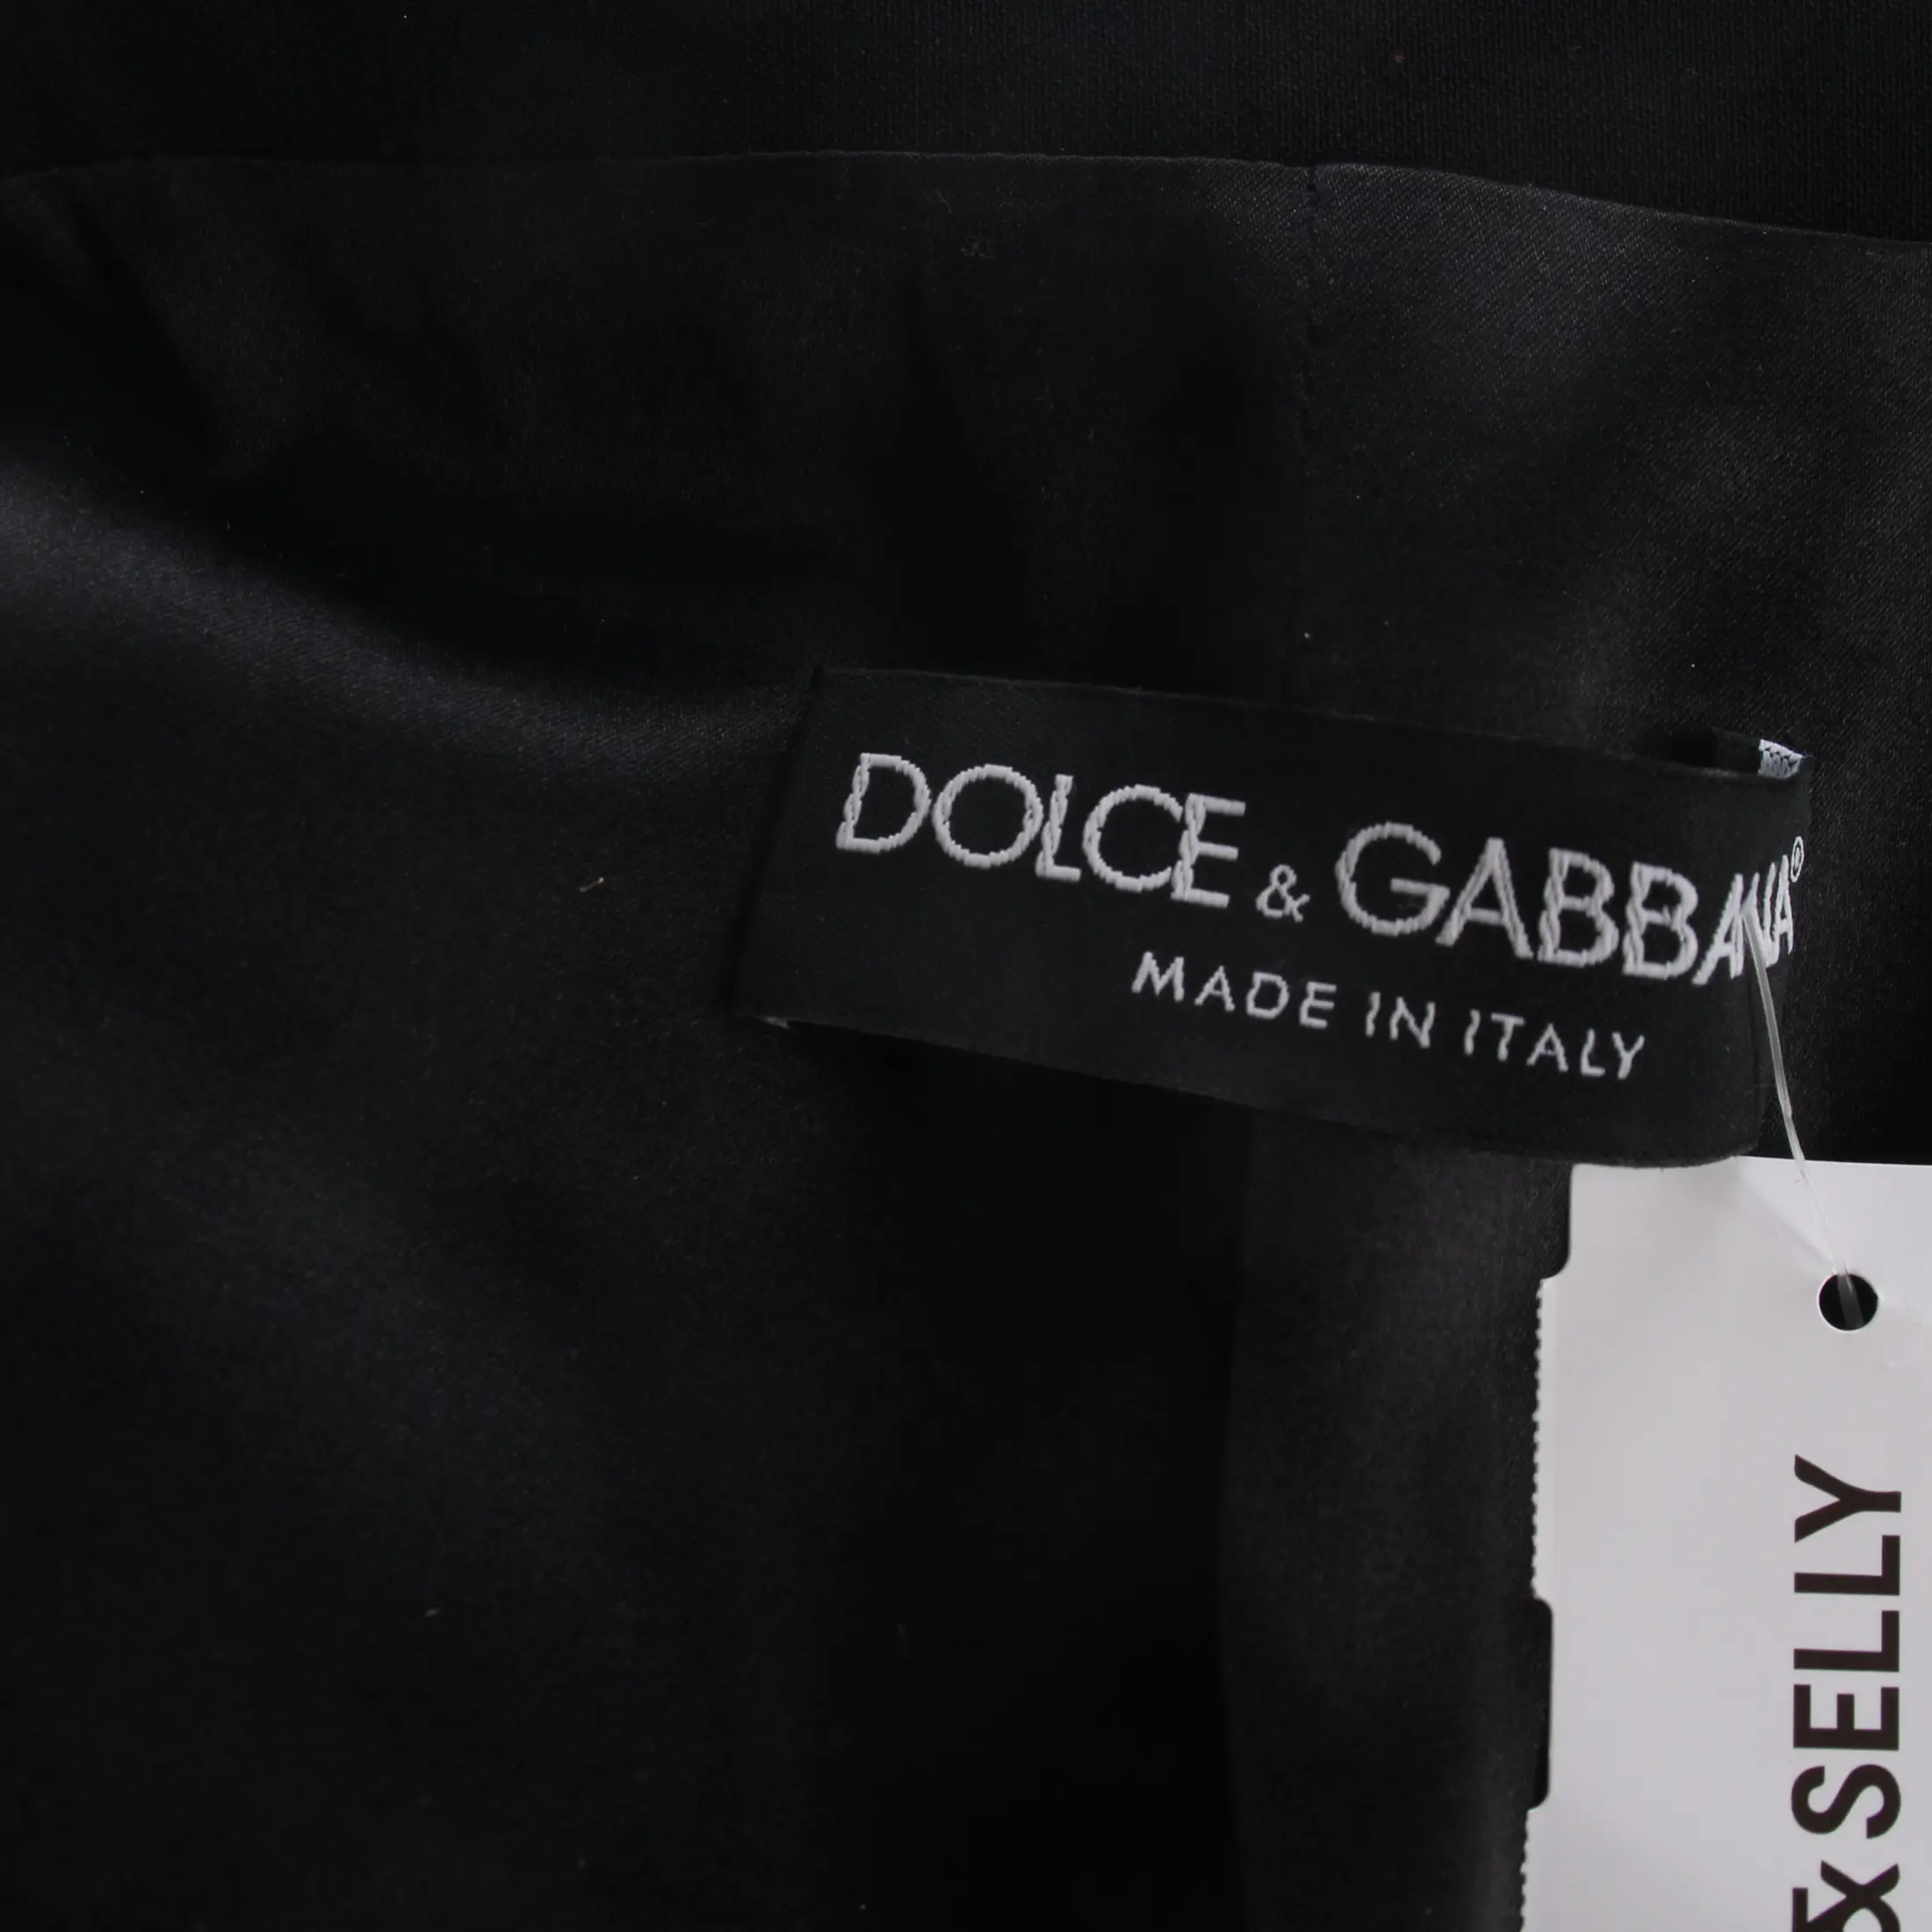 DOLCE & GABBANA®
MADE IN ITALY
& SELLY